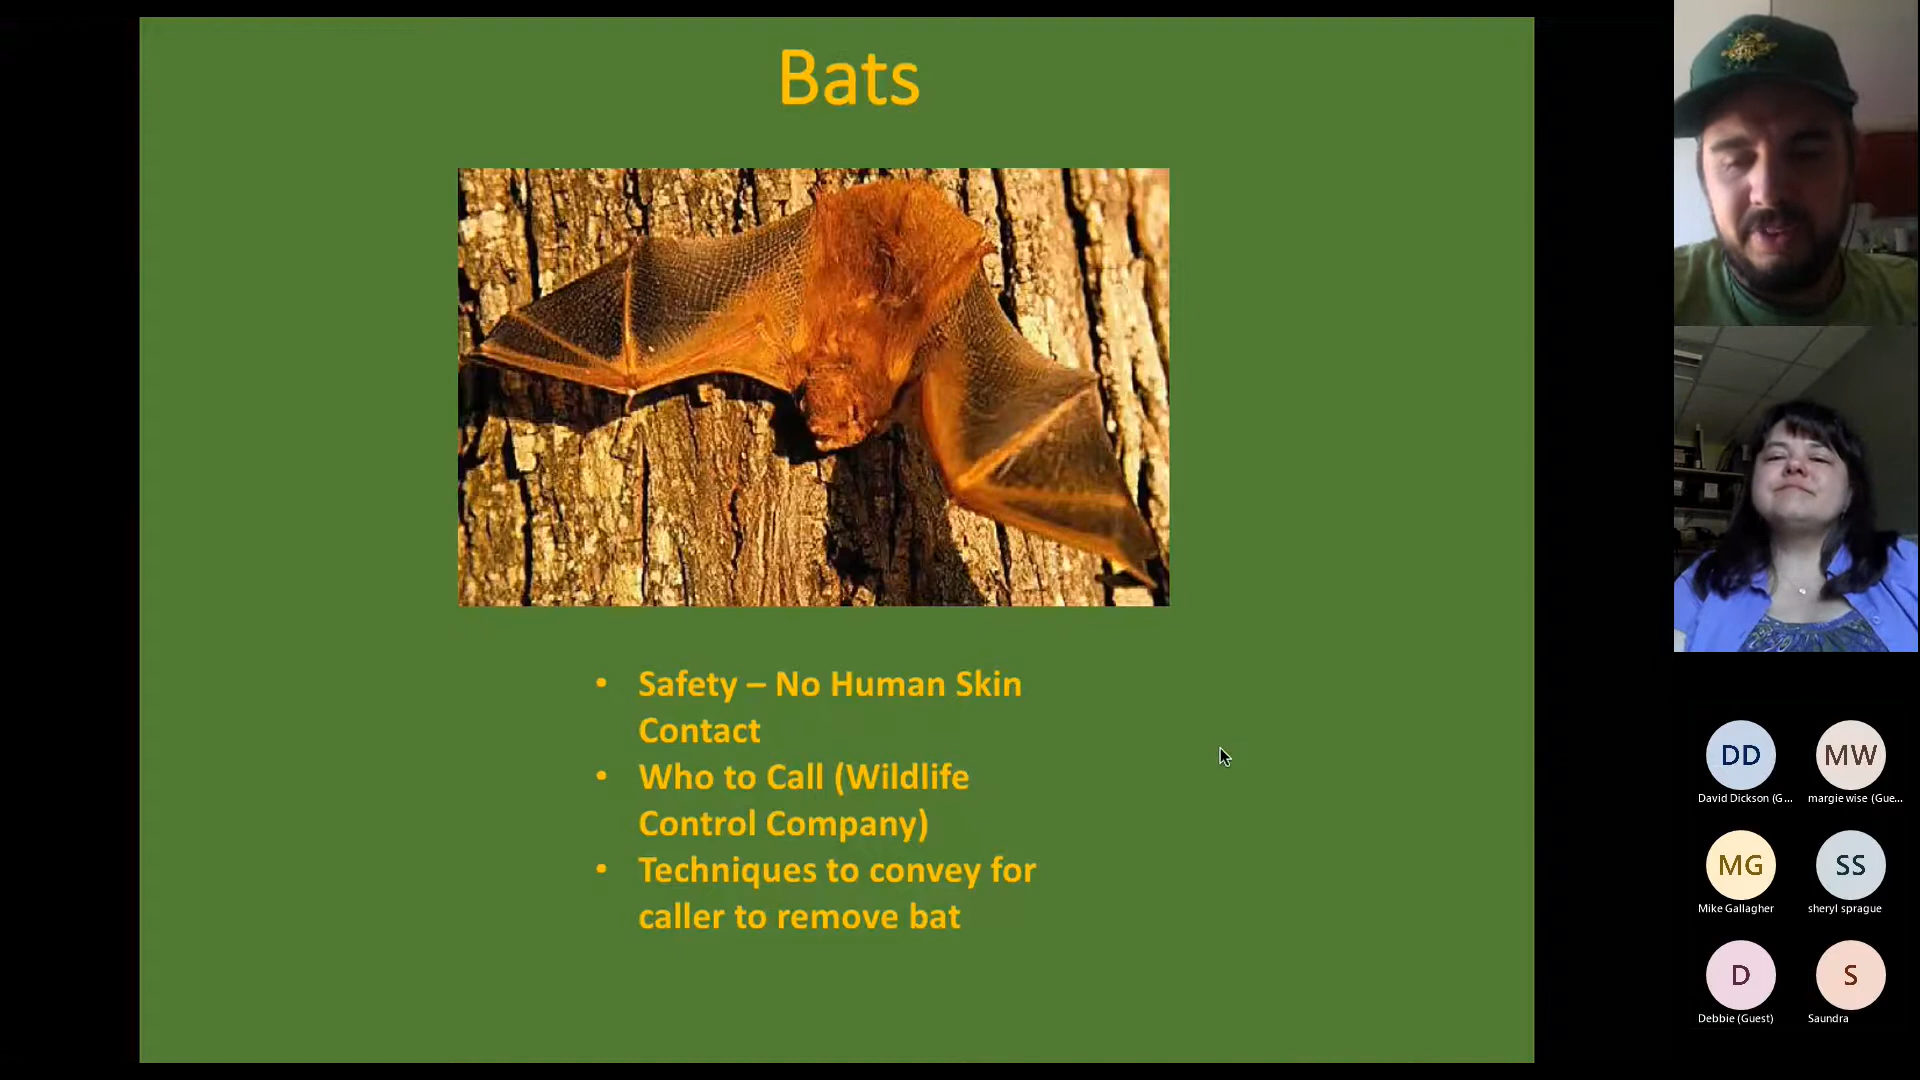 Bats
• Safety – No Human Skin
Contact
• Who to Call (Wildlife
Control Company)
• Techniques to convey for
caller to remove bat
DD
MW
David Dickson (G...
margie wise (Gue...
MG
SS
Mike Gallagher
sheryl sprague
D
S
Debbie (Guest)
Saundra